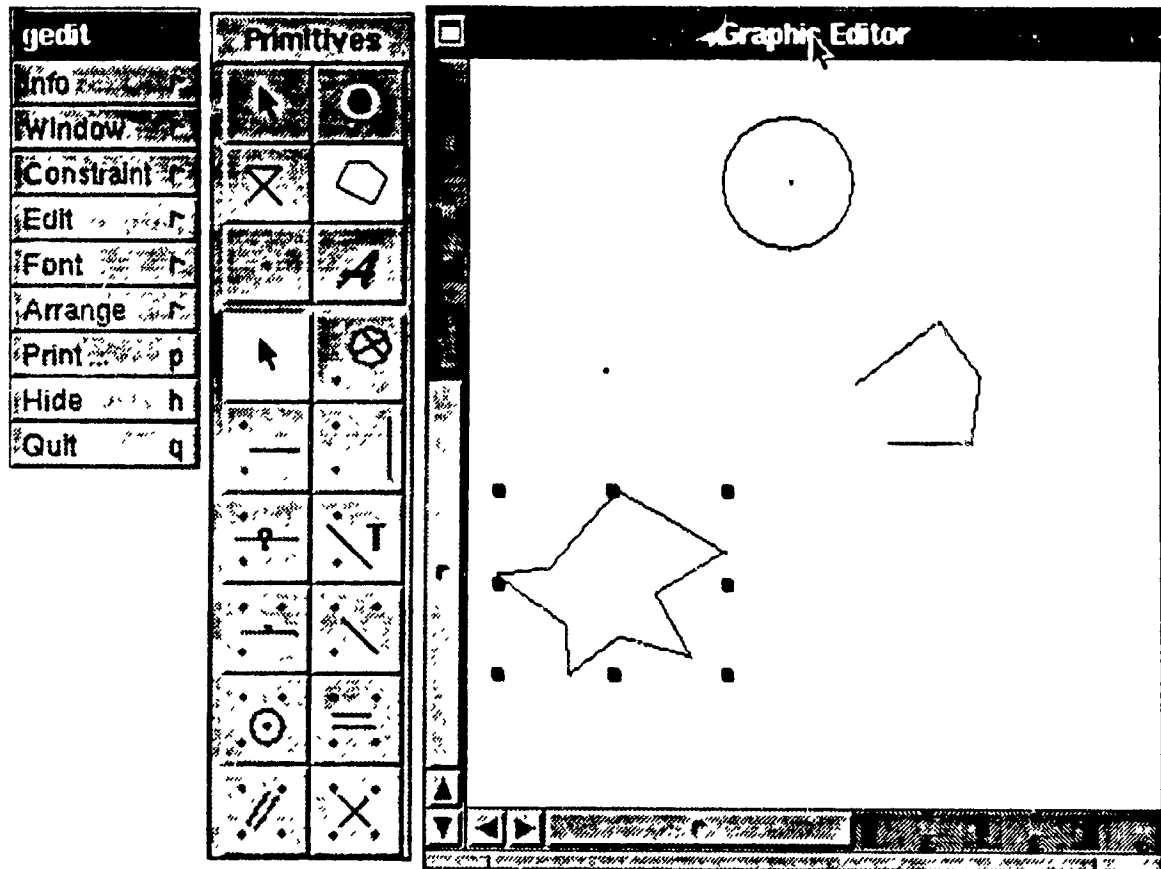 gedit
Info
Window
Constraint
Edit
Font
Arrange
Print... p
Hide h
Quit q
Primitives
A
T
Graphic Editor